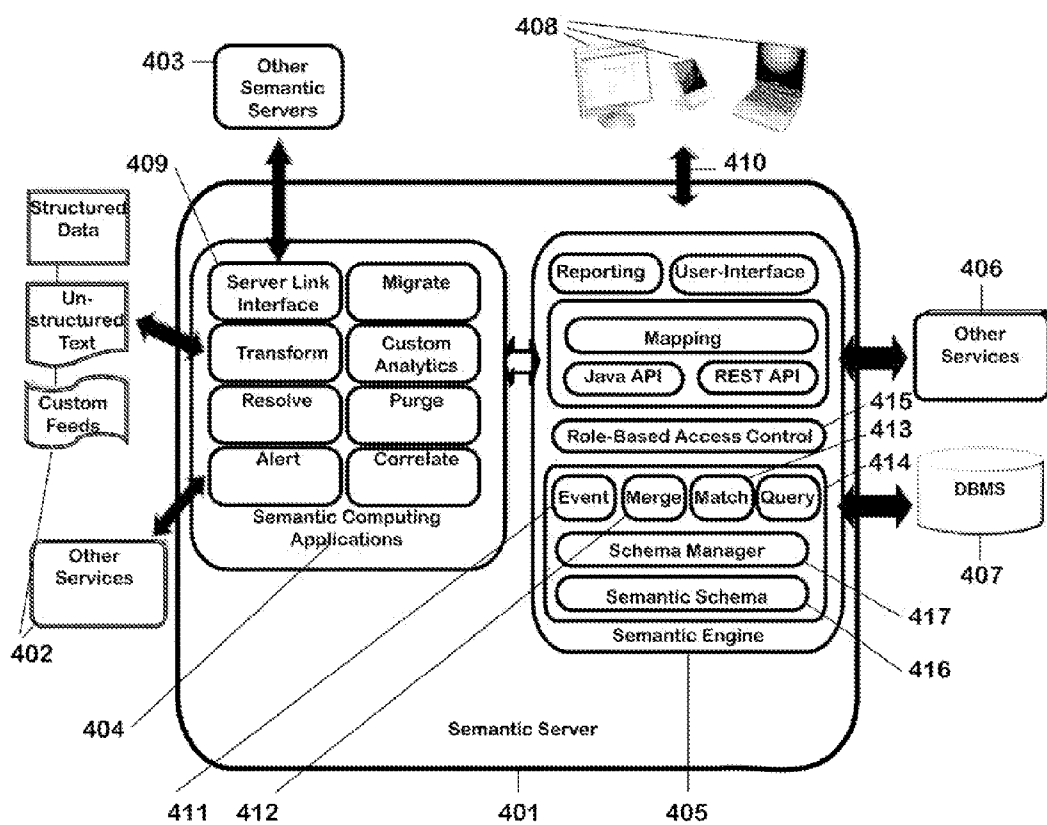 408
403
Other
Semantic
Servers
409
410
Structured
Data
Un-
structured
Text
Custom
Feeds
Other
Services
402
Server Link
Interface
Migrate
Transform
Custom
Analytics
Resolve
Purge
Alert
Correlate
Semantic Computing
Applications
404
Reporting
User-Interface
Mapping
Java API
REST API
Role-Based Access Control
Event
Merge
Match
Query
Schema Manager
Semantic Schema
Semantic Engine
406
Other
Services
415
413
414
DBMS
407
417
416
Semantic Server
411
412
401
405